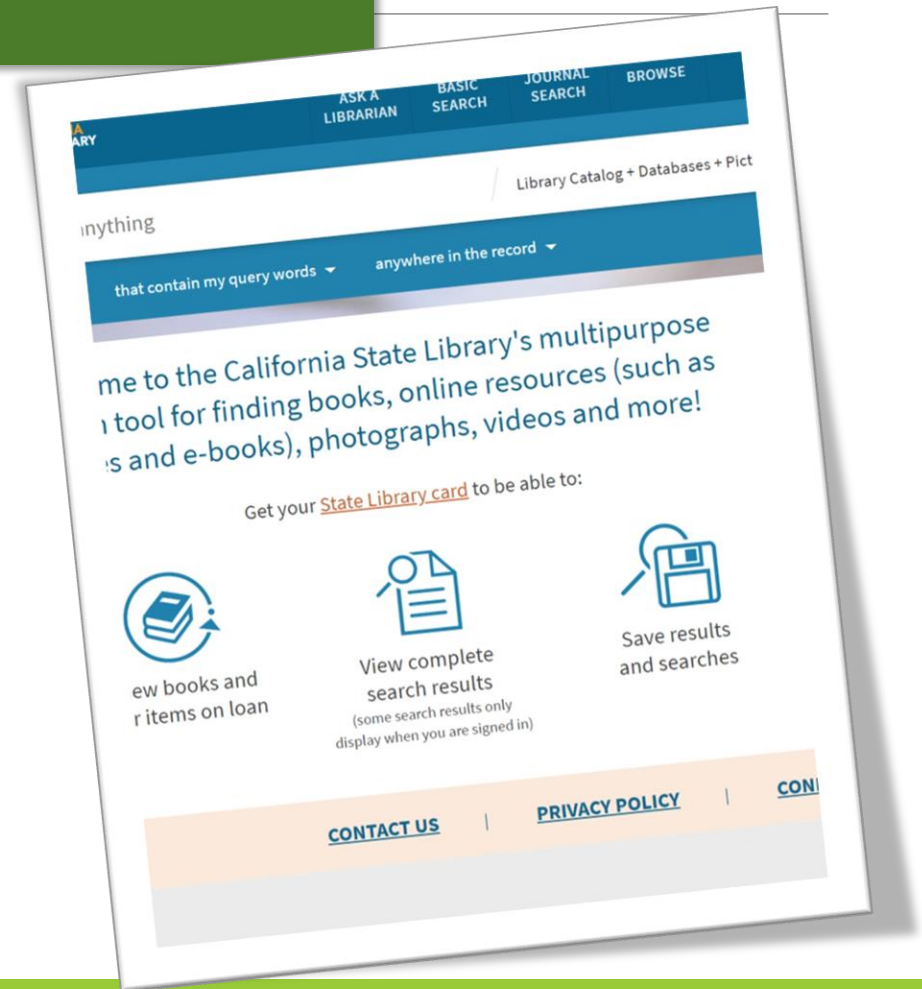 ASK A
LIBRARIAN
BASIC
SEARCH
JOURNAL
SEARCH
BROWSE
A
ARY
nything
Library Catalog + Databases + Pict
that contain my query words
anywhere in the record
me to the California State Library's multipurpose
tool for finding books, online resources (such as
s and e-books), photographs, videos and more!
Get your State Library card to be able to:
ew books and
r items on loan
View complete
search results
(some search results only
display when you are signed in)
Save results
and searches
CONTACT US | PRIVACY POLICY | CON